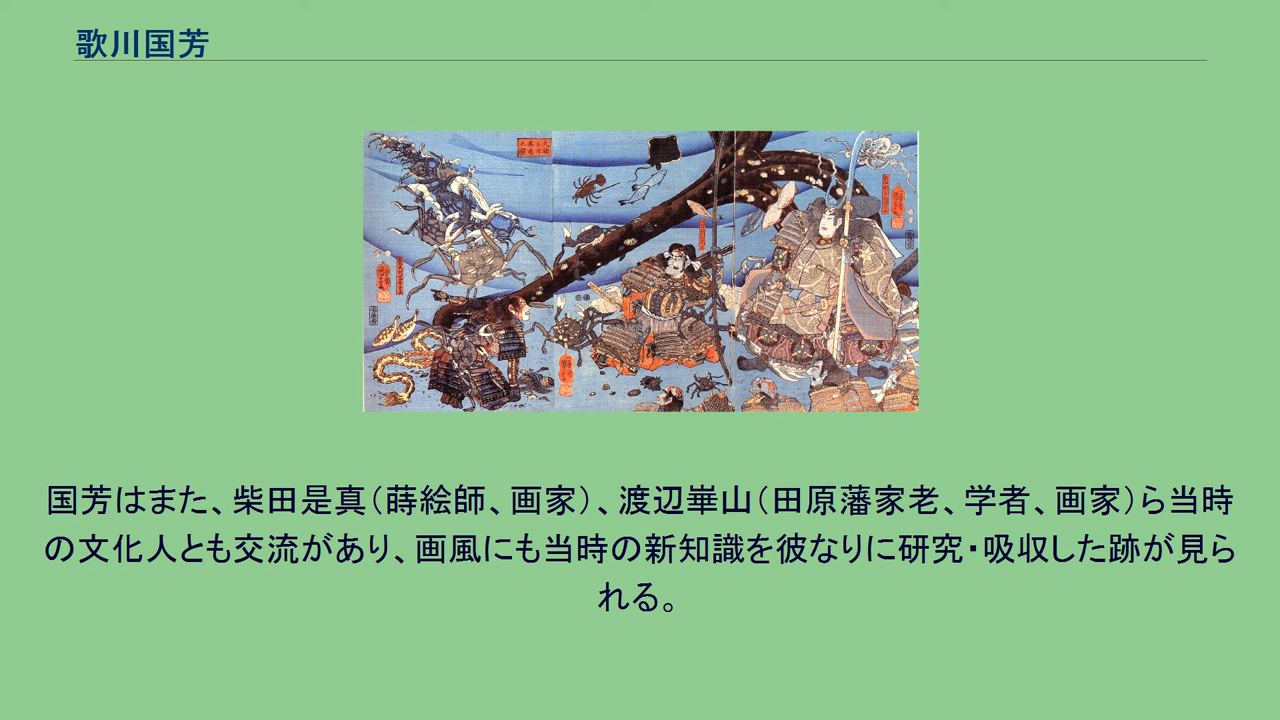 歌川国芳
国芳はまた、柴田是真（蒔絵師、画家）、渡辺崋山（田原藩家老、学者、画家）ら当時
の文化人とも交流があり、画風にも当時の新知識を彼なりに研究・吸収した跡が見ら
れる。